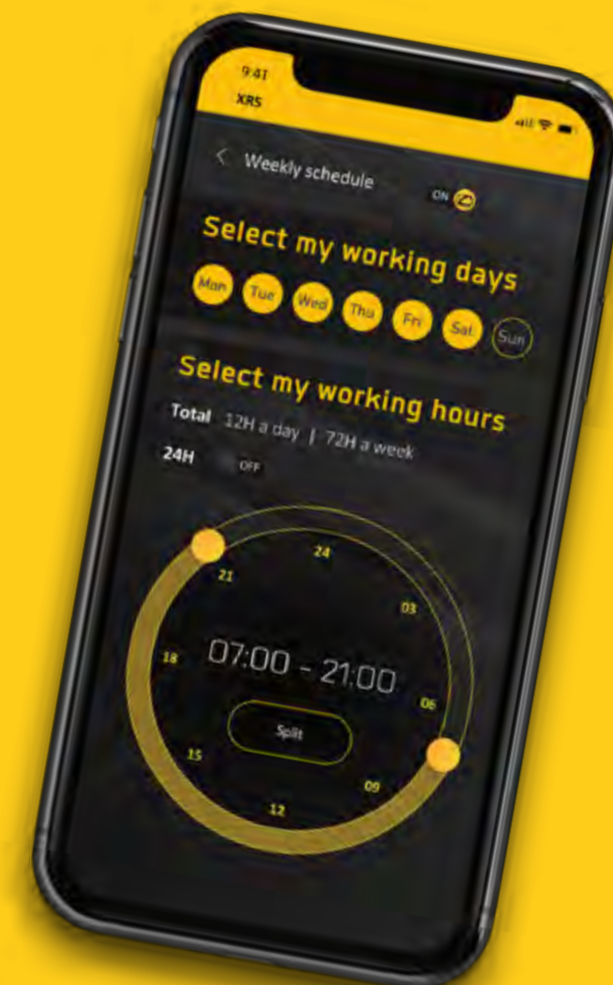 9:41
XRS
Weekly schedule ON
Select my working days
Mon Tue Wed Thu Fri Sat Sun
Select my working hours
Total 12H a day | 72H a week
24H OFF
24
21
03
18
07:00 - 21:00
06
Split
15
09
12